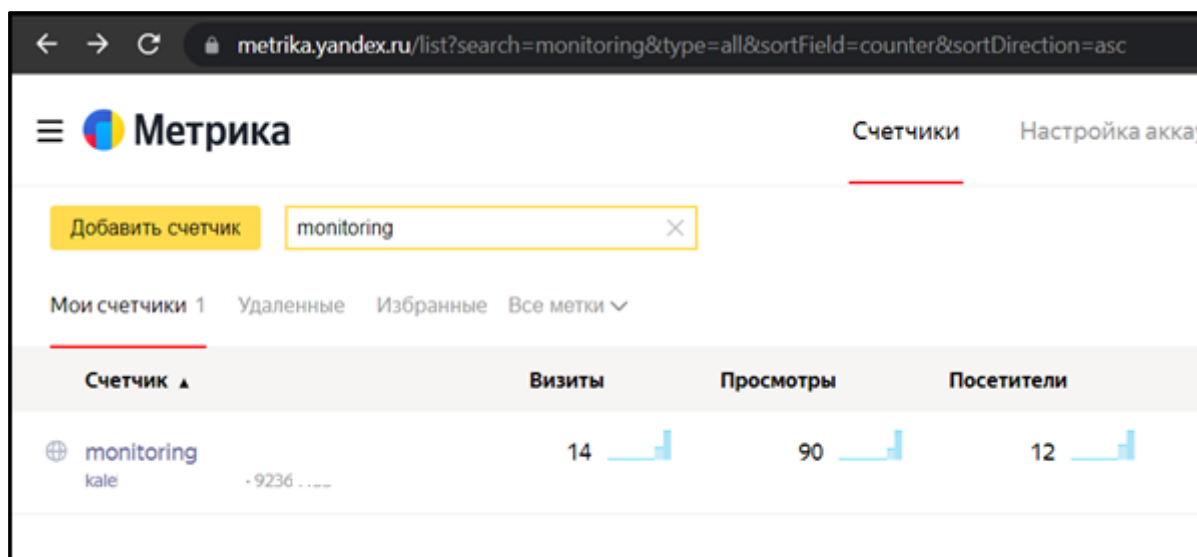 metrika.yandex.ru/list?search=monitoring&type=all&sortField=counter&sortDirection=asc
Метрика
Счетчики Настройка акка
Добавить счетчик monitoring
Мои счетчики 1 Удаленные Избранные Все метки
Счетчик ▲ Визиты Просмотры Посетители
monitoring 14 90 12
kale - 9236